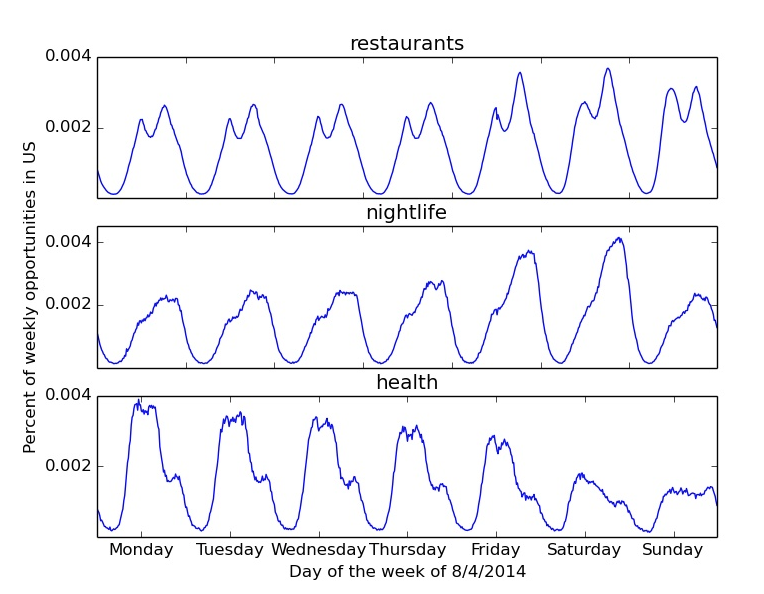 restaurants
0.004
0.002
nightlife
0.004
0.002
health
0.004
0.002
Percent of weekly opportunities in US
Monday Tuesday Wednesday Thursday Friday Saturday Sunday
Day of the week of 8/4/2014